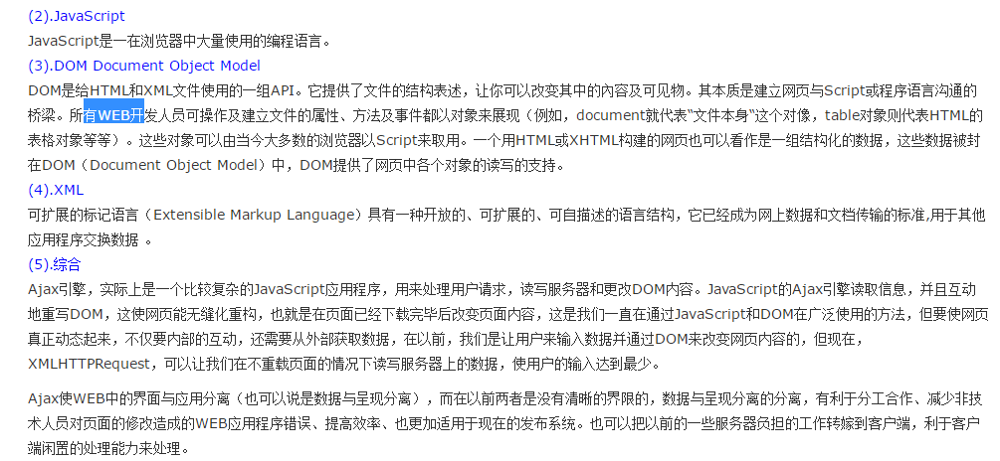 (2).JavaScript
JavaScript是一在浏览器中大量使用的编程语言。
(3).DOM Document Object Model
DOM是给HTML和XML文件使用的一组API。它提供了文件的结构表述，让你可以改变其中的內容及可见物。其本质是建立网页与Script或程序语言沟通的
桥梁。所有WEB开发人员可操作及建立文件的属性、方法及事件都以对象来展现（例如，document就代表“文件本身“这个对像，table对象则代表HTML的
表格对象等等）。这些对象可以由当今大多数的浏览器以Script来取用。一个用HTML或XHTML构建的网页也可以看作是一组结构化的数据，这些数据被封
在DOM（Document Object Model）中，DOM提供了网页中各个对象的读写的支持。
(4).XML
可扩展的标记语言（Extensible Markup Language）具有一种开放的、可扩展的、可自描述的语言结构，它已经成为网上数据和文档传输的标准,用于其他
应用程序交换数据 。
(5).综合
Ajax引擎，实际上是一个比较复杂的JavaScript应用程序，用来处理用户请求，读写服务器和更改DOM内容。JavaScript的Ajax引擎读取信息，并且互动
地重写DOM，这使网页能无缝化重构，也就是在页面已经下载完毕后改变页面内容，这是我们一直在通过JavaScript和DOM在广泛使用的方法，但要使网页
真正动态起来，不仅要内部的互动，还需要从外部获取数据，在以前，我们是让用户来输入数据并通过DOM来改变网页内容的，但现在，
XMLHTTPRequest，可以让我们在不重载页面的情况下读写服务器上的数据，使用户的输入达到最少。
Ajax使WEB中的界面与应用分离（也可以说是数据与呈现分离），而在以前两者是没有清晰的界限的，数据与呈现分离的分离，有利于分工合作、减少非技
术人员对页面的修改造成的WEB应用程序错误、提高效率、也更加适用于现在的发布系统。也可以把以前的一些服务器负担的工作转嫁到客户端，利于客户
端闲置的处理能力来处理。